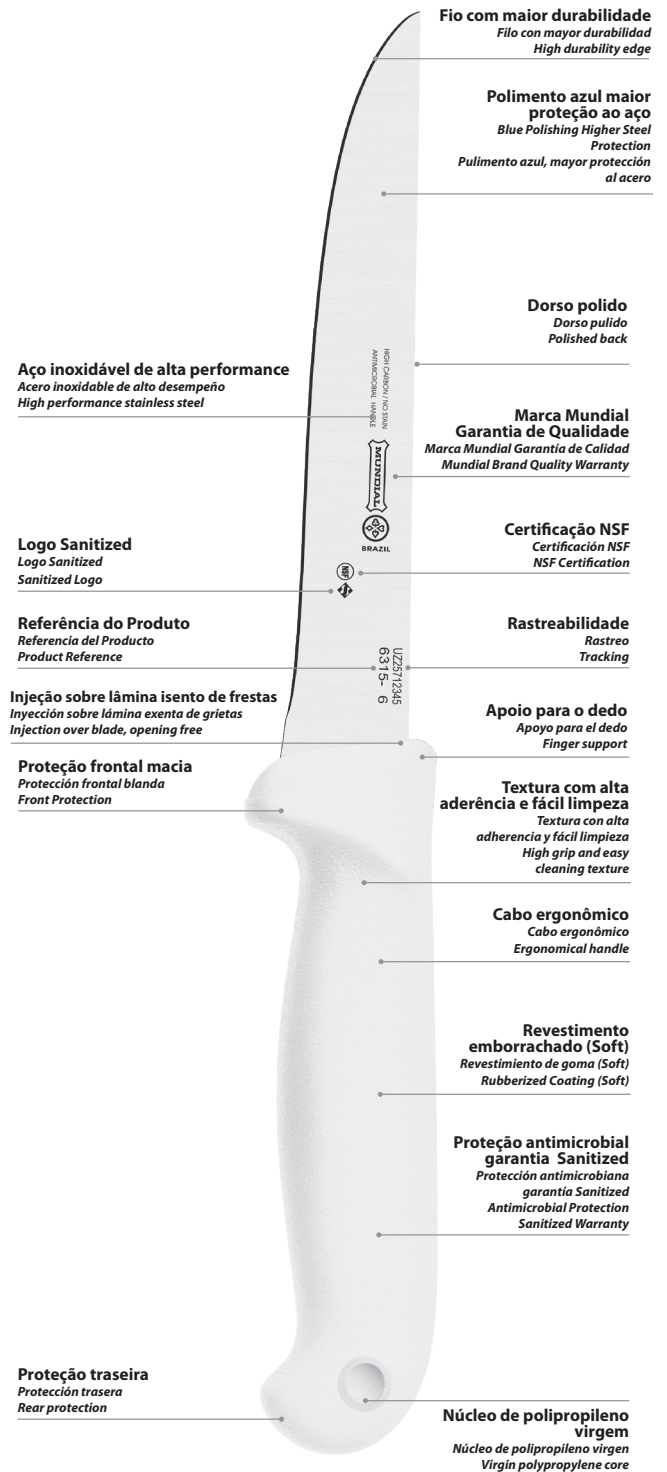 Fio com maior durabilidade
Filo con mayor durabilidad
High durability edge
Polimento azul maior
proteção ao aço
Blue Polishing Higher Steel
Protection
Pulimento azul, mayor protección
al acero
Dorso polido
Dorso pulido
Polished back
Aço inoxidável de alta performance
Acero inoxidable de alto desempeño
High performance stainless steel
HIGH CARBON / NO STAIN
ANTIMICROBIAL HANDLE
Marca Mundial
Garantia de Qualidade
Marca Mundial Garantía de Calidad
Mundial Brand Quality Warranty
MUNDIAL
BRAZIL
Certificação NSF
Certificación NSF
NSF Certification
Logo Sanitized
Logo Sanitized
Sanitized Logo
NSF
Referência do Produto
Referencia del Producto
Product Reference
Rastreabilidade
Rastreo
Tracking
UZ25712345
6315- 6
Injeção sobre lâmina isento de frestas
Inyección sobre lámina exenta de grietas
Injection over blade, opening free
Apoio para o dedo
Apoyo para el dedo
Finger support
Proteção frontal macia
Protección frontal blanda
Front Protection
Textura com alta
aderência e fácil limpeza
Textura con alta
adherencia y fácil limpieza
High grip and easy
cleaning texture
Cabo ergonômico
Cabo ergonômico
Ergonomical handle
Revestimento
emborrachado (Soft)
Revestimiento de goma (Soft)
Rubberized Coating (Soft)
Proteção antimicrobial
garantia Sanitized
Protección antimicrobiana
garantía Sanitized
Antimicrobial Protection
Sanitized Warranty
Proteção traseira
Protección trasera
Rear protection
Núcleo de polipropileno
virgem
Núcleo de polipropileno virgen
Virgin polypropylene core